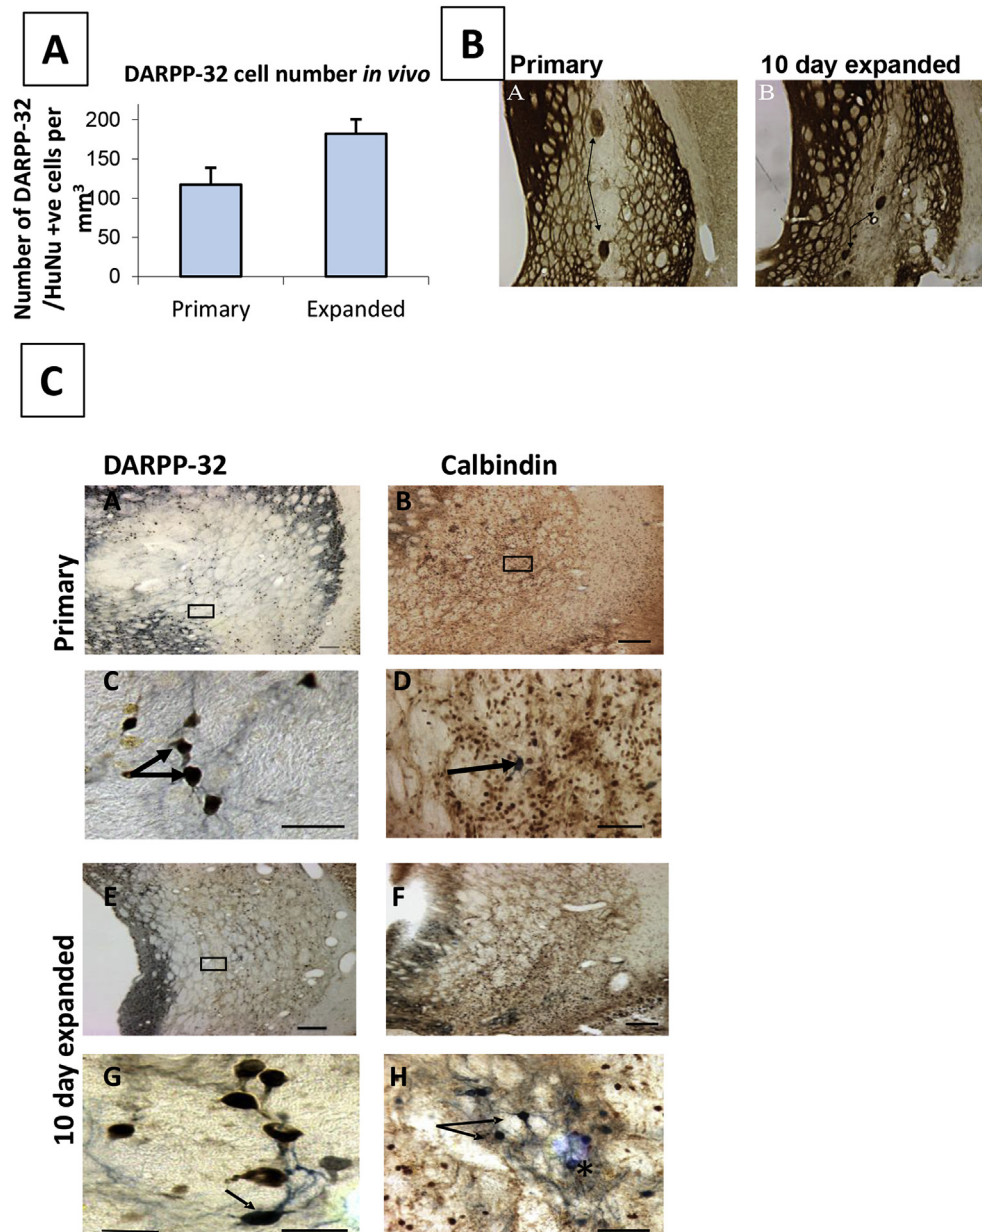 A
B
DARPP-32 cell number in vivo
Number of DARPP-32
/HuNu +ve cells per
mm3
200
150
100
50
0
Primary
Expanded
Primary
10 day expanded
A
B
C
DARPP-32
Calbindin
Primary
A
B
C
D
10 day expanded
E
F
G
H
*